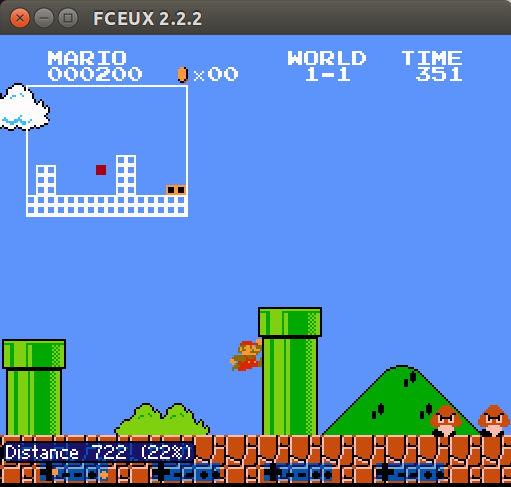 FCEUX 2.2.2
MARIO WORLD TIME
000200 ×00 1-1 351
Distance 722 (22%)